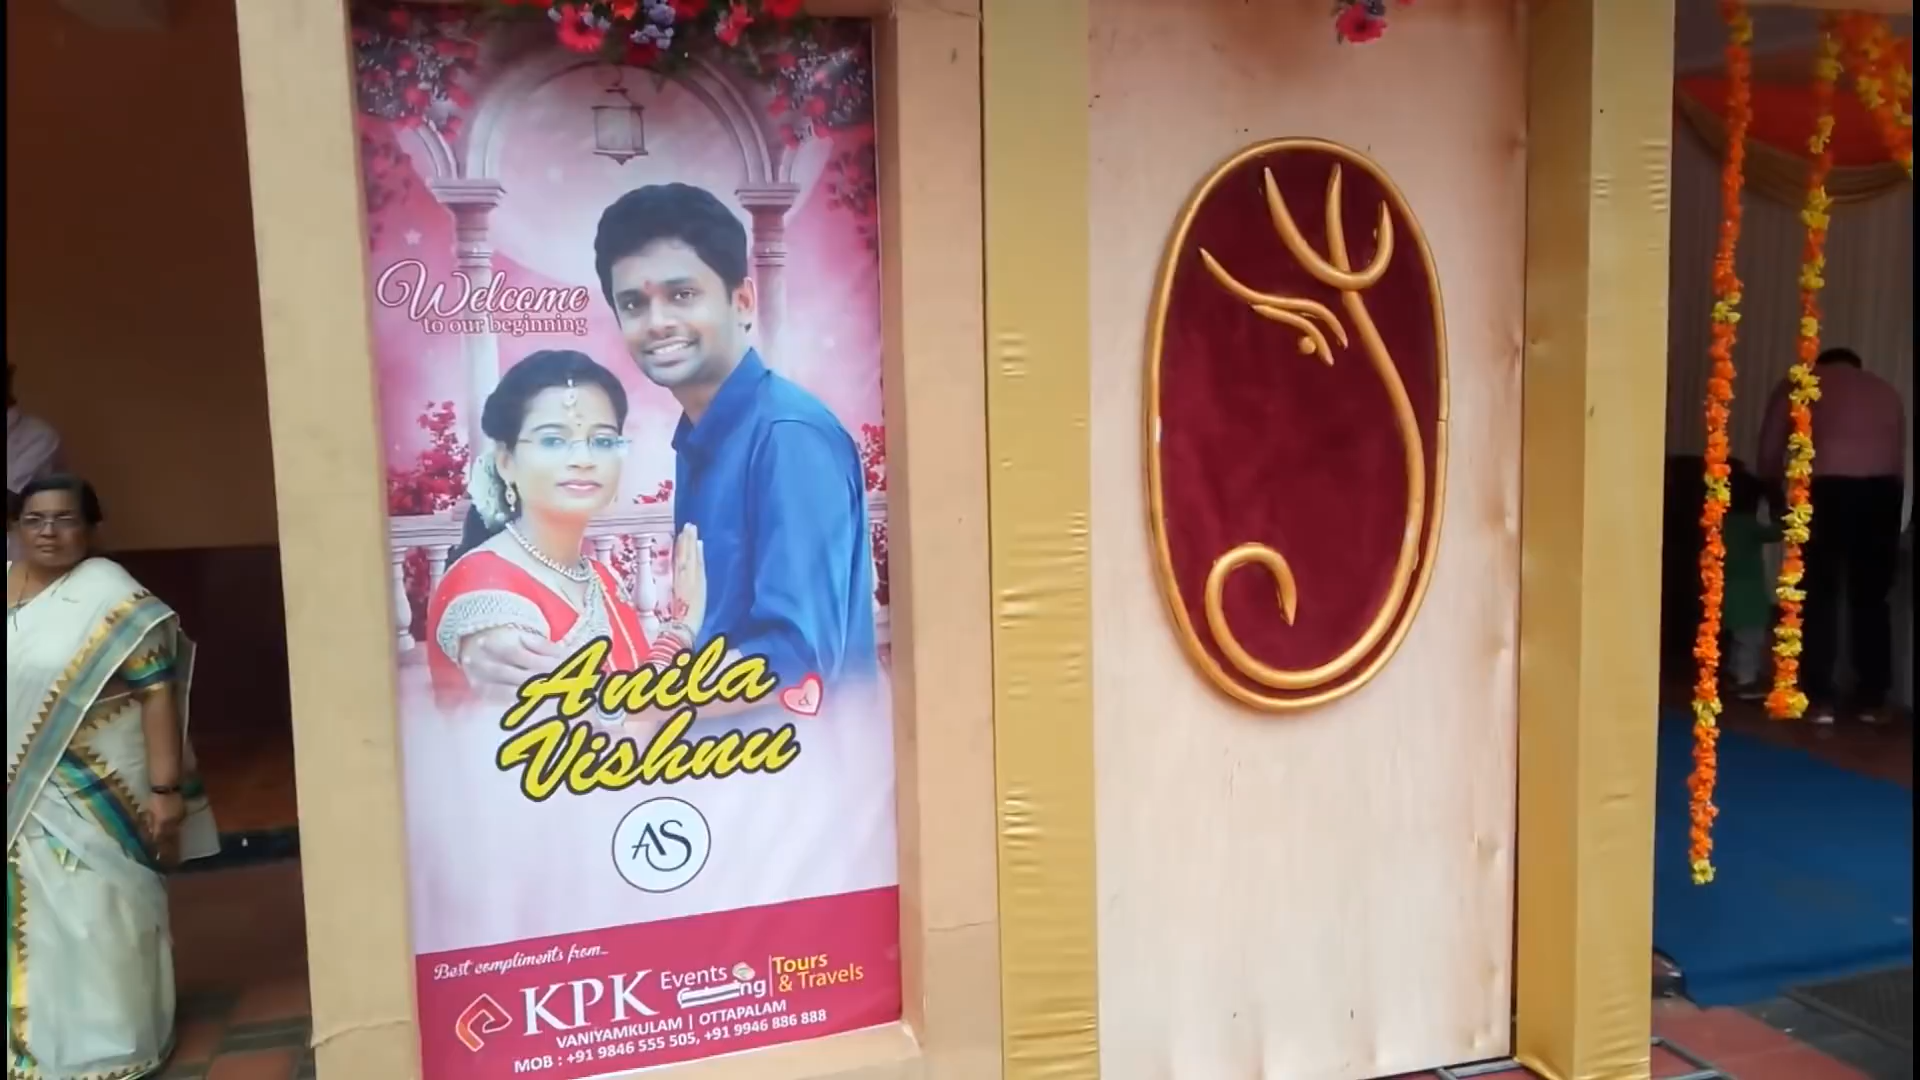 Welcome
to our beginning
Anila
&
Vishnu
AS
Best compliments from...
KPK Events
Tours
& Travels
VANIYAMKULAM | OTTAPALAM
MOB : +91 9846 555 505, +91 9946 886 888